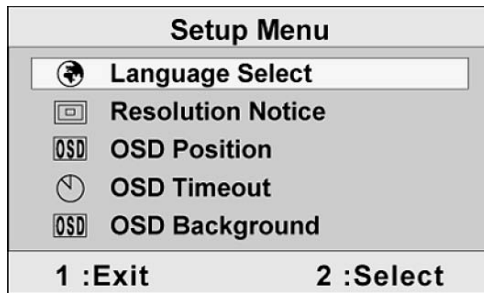 Setup Menu
Language Select
Resolution Notice
OSD OSD Position
OSD Timeout
OSD OSD Background
1 :Exit 2 :Select